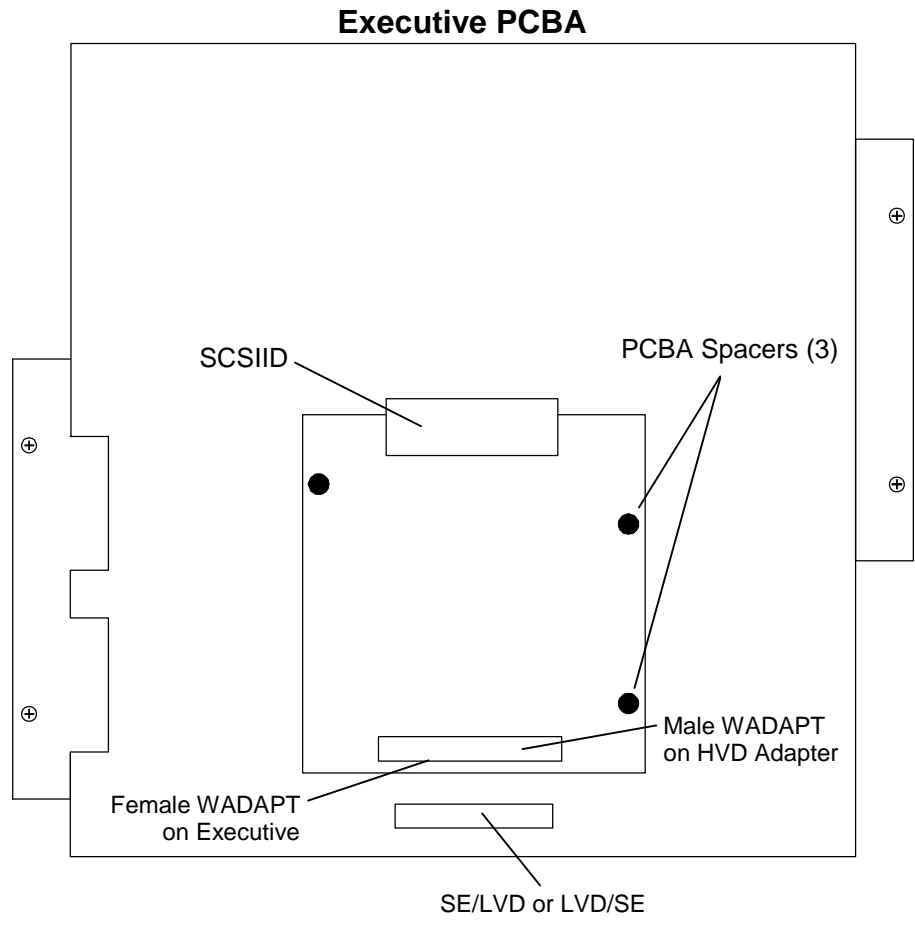 Executive PCBA
SCSIID
PCBA Spacers (3)
Male WADAPT
on HVD Adapter
Female WADAPT
on Executive
SE/LVD or LVD/SE